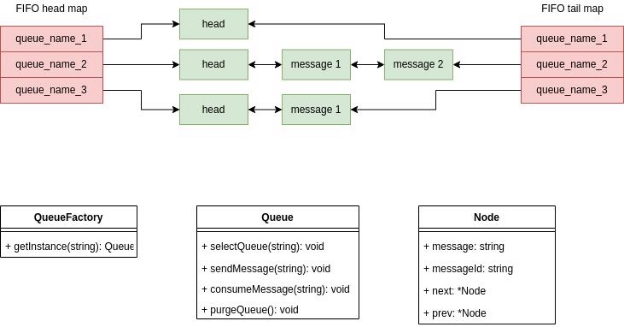 FIFO head map
FIFO tail map
head
queue_name_1
queue_name_1
queue_name_2
head
message 1
message 2
queue_name_2
queue_name_3
queue_name_3
head
message 1
QueueFactory
+ getInstance(string): Queue
Queue
+ selectQueue(string): void
+ sendMessage(string): void
+ consumeMessage(string): void
+ purgeQueue(): void
Node
+ message: string
+ messageId: string
+ next: *Node
+ prev: *Node